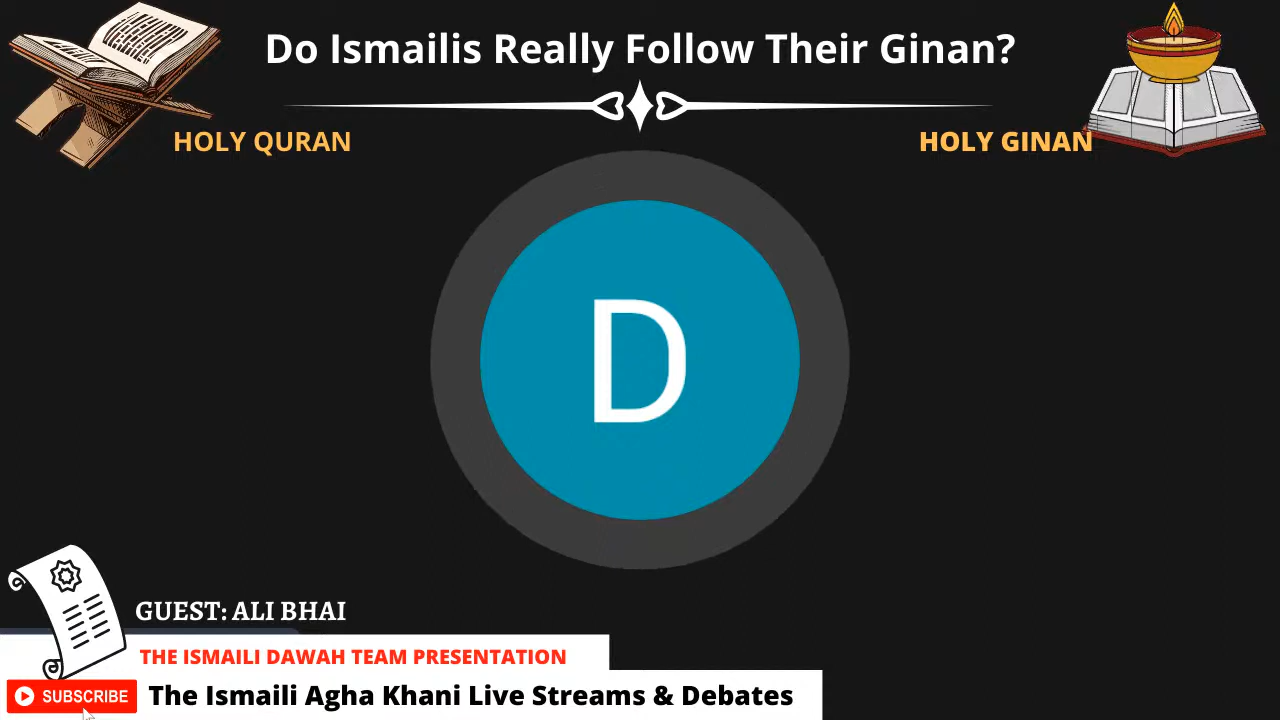 Do Ismailis Really Follow Their Ginan?
HOLY QURAN
HOLY GINAN
D
GUEST: ALI BHAI
THE ISMAILI DAWAH TEAM PRESENTATION
SUBSCRIBE
The Ismaili Agha Khani Live Streams & Debates